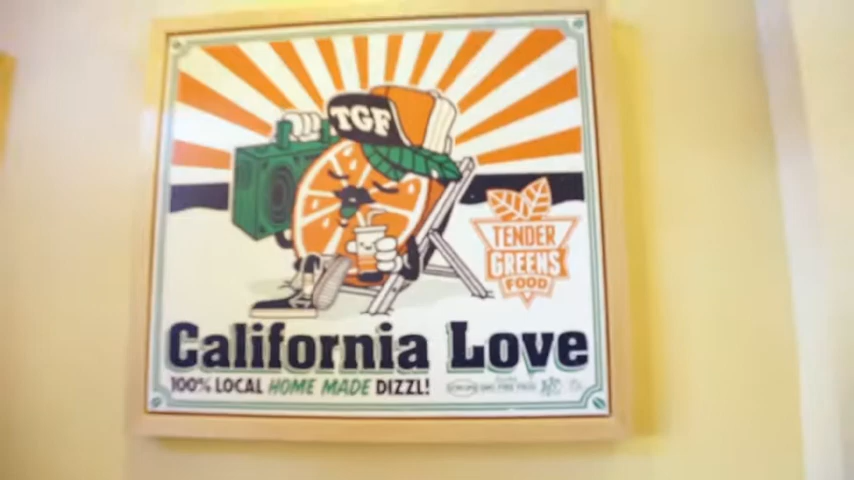 TGF
TENDER
GREENS
FOOD
California Love
100% LOCAL HOME MADE DIZZL!